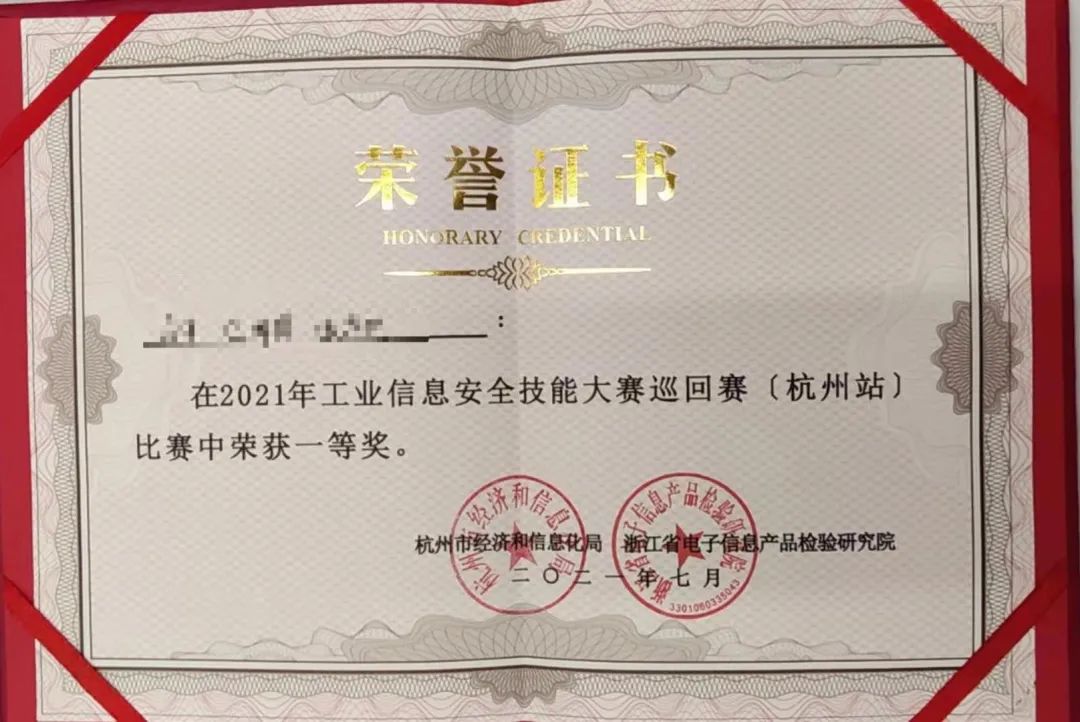 荣誉证书
HONORARY CREDENTIAL
：
在2021年工业信息安全技能大赛巡回赛〔杭州站〕
比赛中荣获一等奖。
杭州市经济和信息化局 浙江省电子信息产品检验研究院
二〇二一年七月
杭州市经济和信息化局
浙江省电子信息产品检验研究院
3301060335043